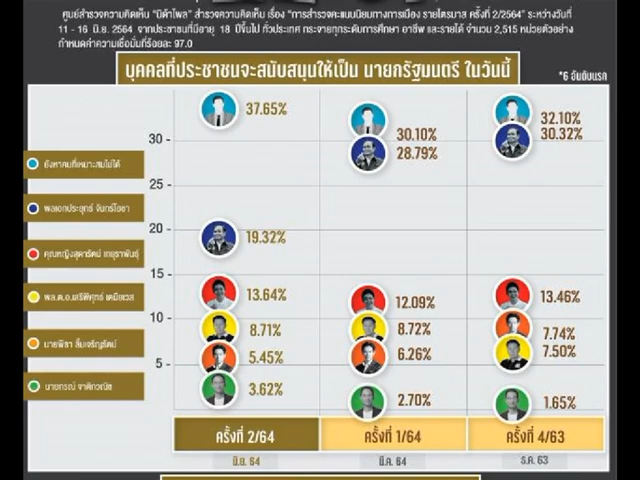 ศูนย์สำรวจความคิดเห็น "นิด้าโพล" สำรวจความคิดเห็น เรื่อง "การสำรวจคะแนนนิยมทางการเมือง รายไตรมาส ครั้งที่ 2/2564" ระหว่างวันที่
11 - 16 มิ.ย. 2564 จากประชาชนที่มีอายุ 18 ปีขึ้นไป ทั่วประเทศ กระจายทุกระดับการศึกษา อาชีพ และรายได้ จำนวน 2,515 หน่วยตัวอย่าง
กำหนดค่าความเชื่อมั่นที่ร้อยละ 97.0
บุคคลที่ประชาชนจะสนับสนุนให้เป็น นายกรัฐมนตรี ในวันนี้
*6 อันดับแรก
37.65%
32.10%
30.10%
30.32%
30
28.79%
ยังหาคนที่เหมาะสมไม่ได้
25
พลเอกประยุทธ์ จันทร์โอชา
20
19.32%
คุณหญิงสุดารัตน์ เกยุราพันธุ์
15
13.64%
12.09%
13.46%
พล.ต.อ.เสรีพิศุทธ์ เตมียเวส
10
8.71%
8.72%
7.74%
นายพิธา ลิ้มเจริญรัตน์
7.50%
5
5.45%
6.26%
นายกรณ์ จาติกวณิช
3.62%
2.70%
1.65%
ครั้งที่ 2/64
ครั้งที่ 1/64
ครั้งที่ 4/63
มิ.ย. 64
มี.ค. 64
ธ.ค. 63